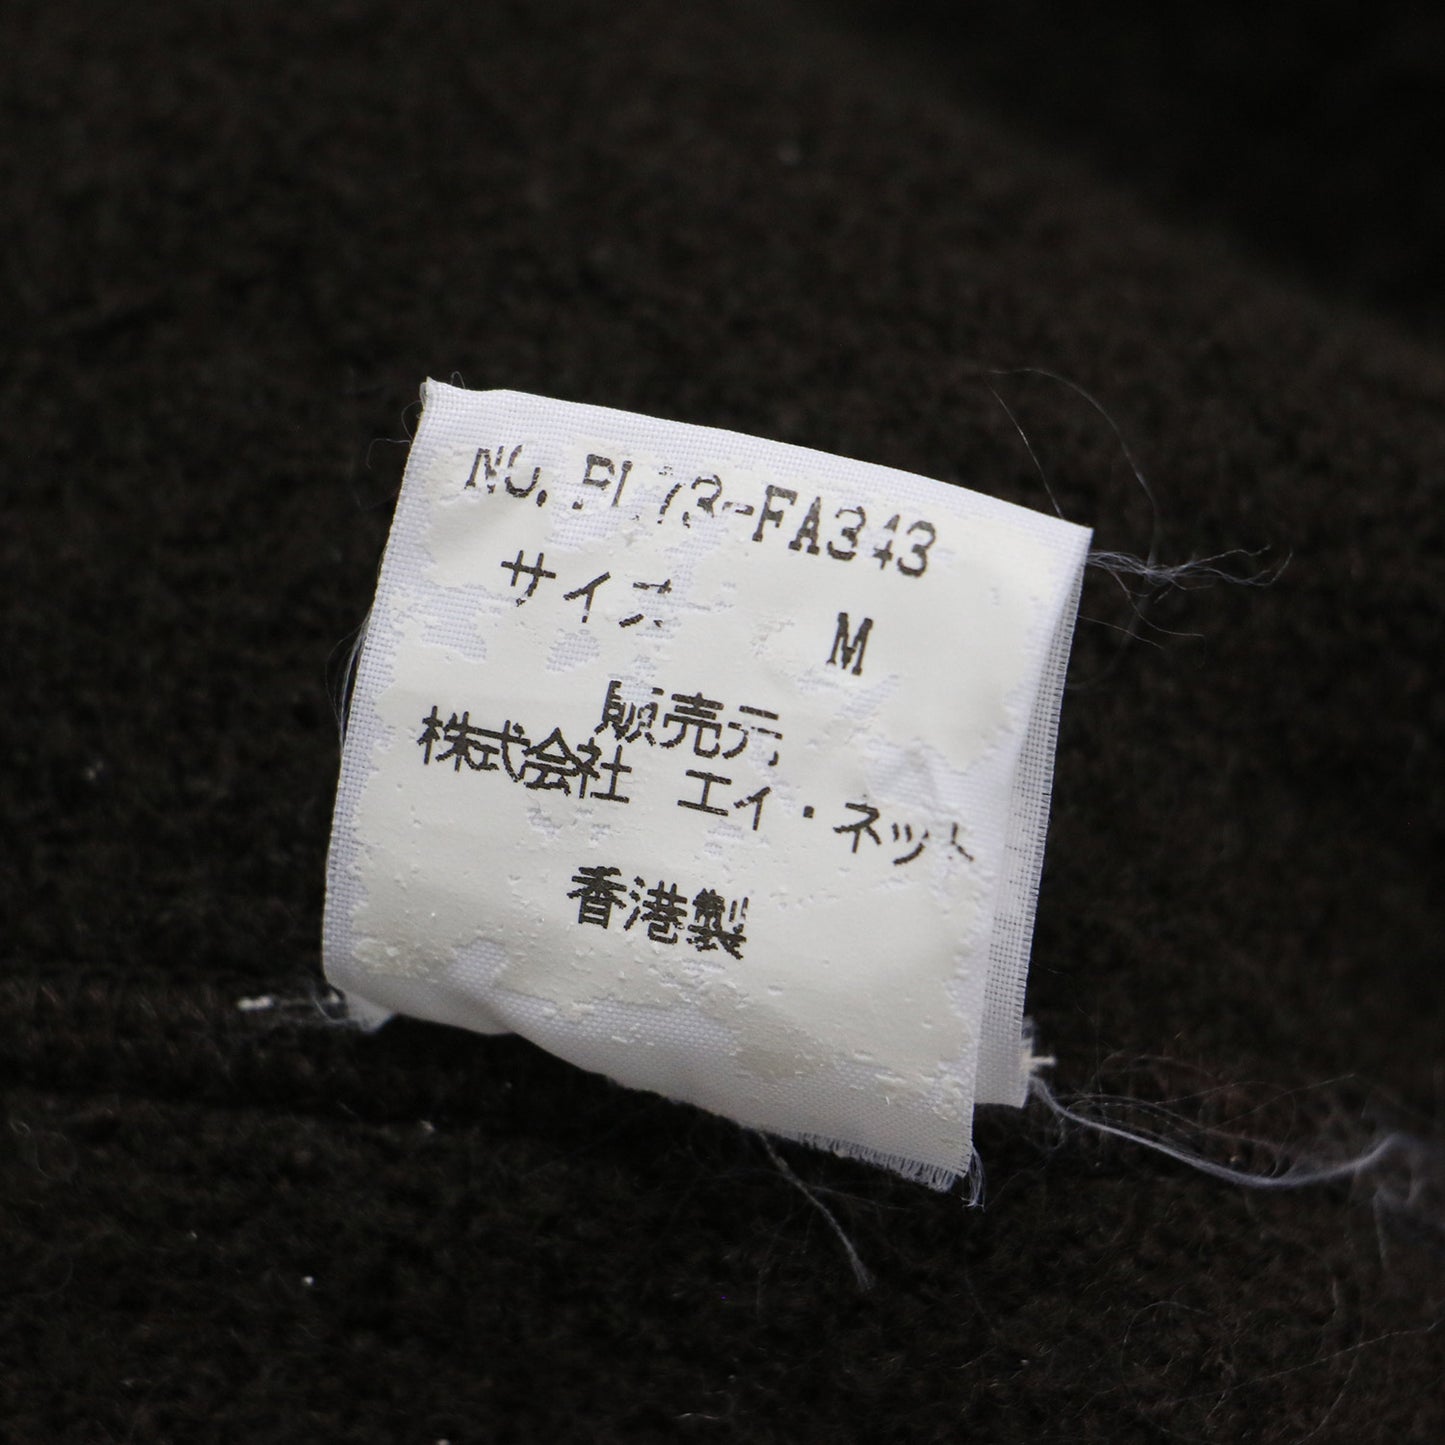 NO. PL73-FA343
サイズ M
販売元
株式会社 エイ・ネット
香港製